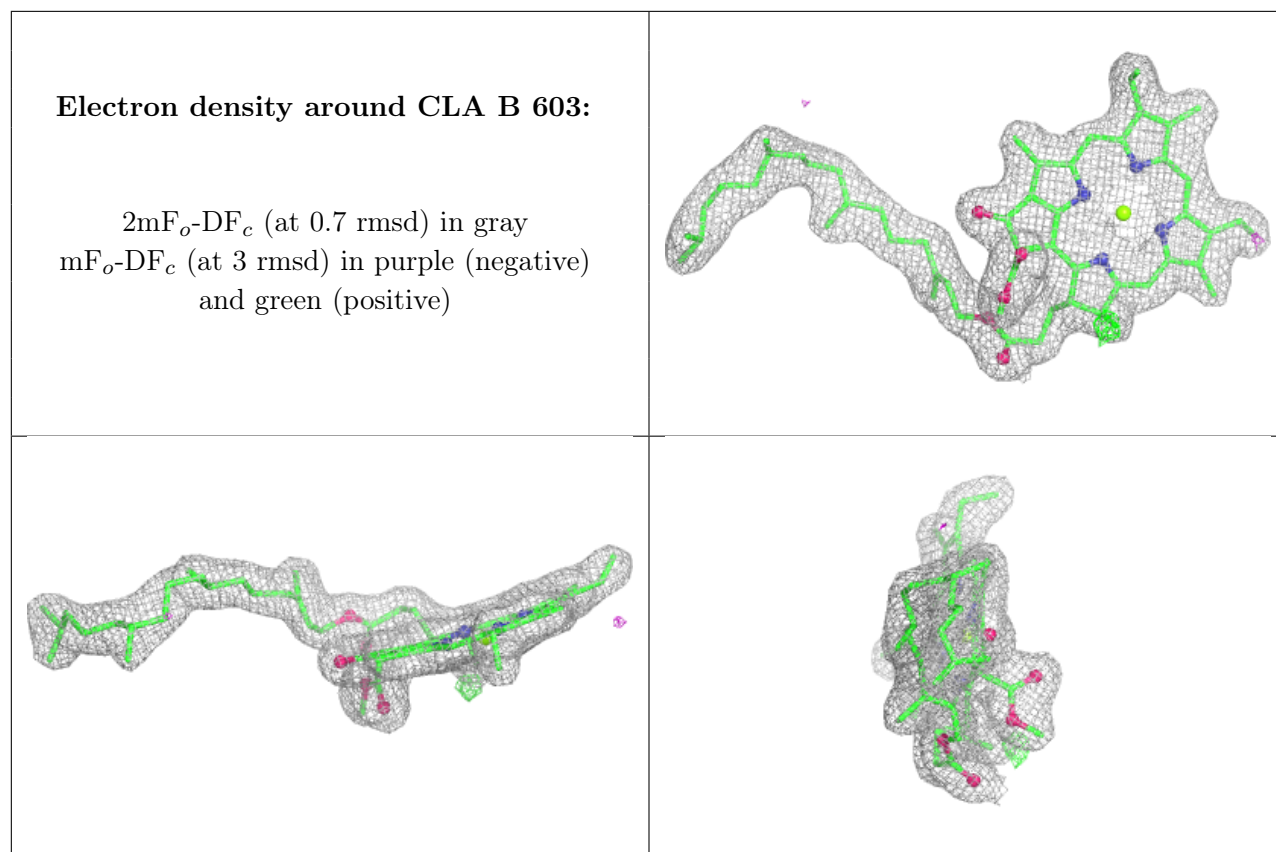 Electron density around CLA B 603:
2mFo-DFc (at 0.7 rmsd) in gray
mFo-DFc (at 3 rmsd) in purple (negative)
and green (positive)